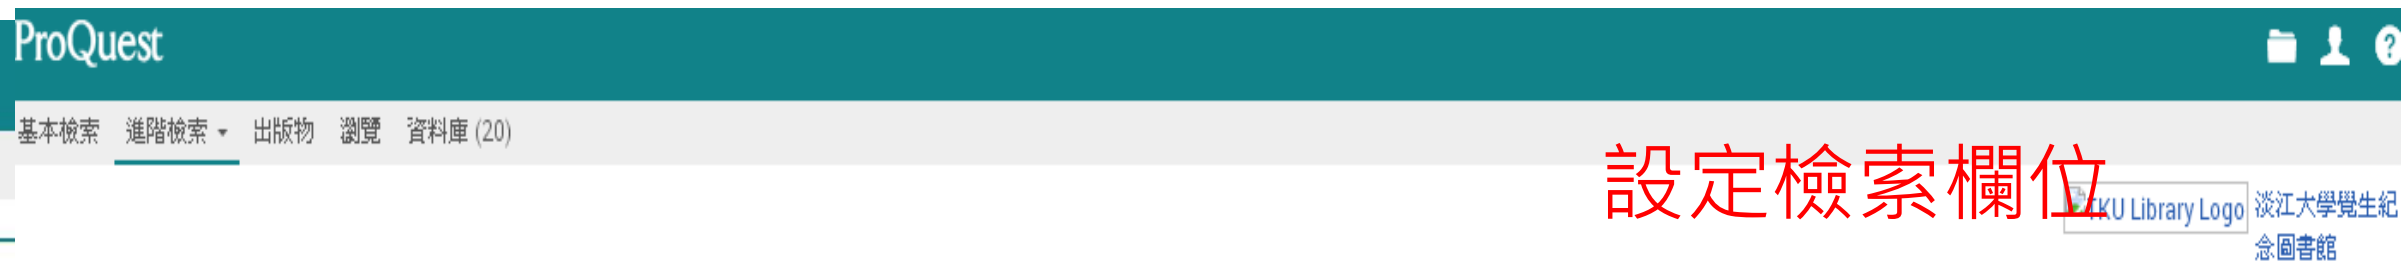 ProQuest
基本檢索 進階檢索 出版物 瀏覽 資料庫 (20)
設定檢索欄位
TKU Library Logo 淡江大學覺生紀
念圖書館